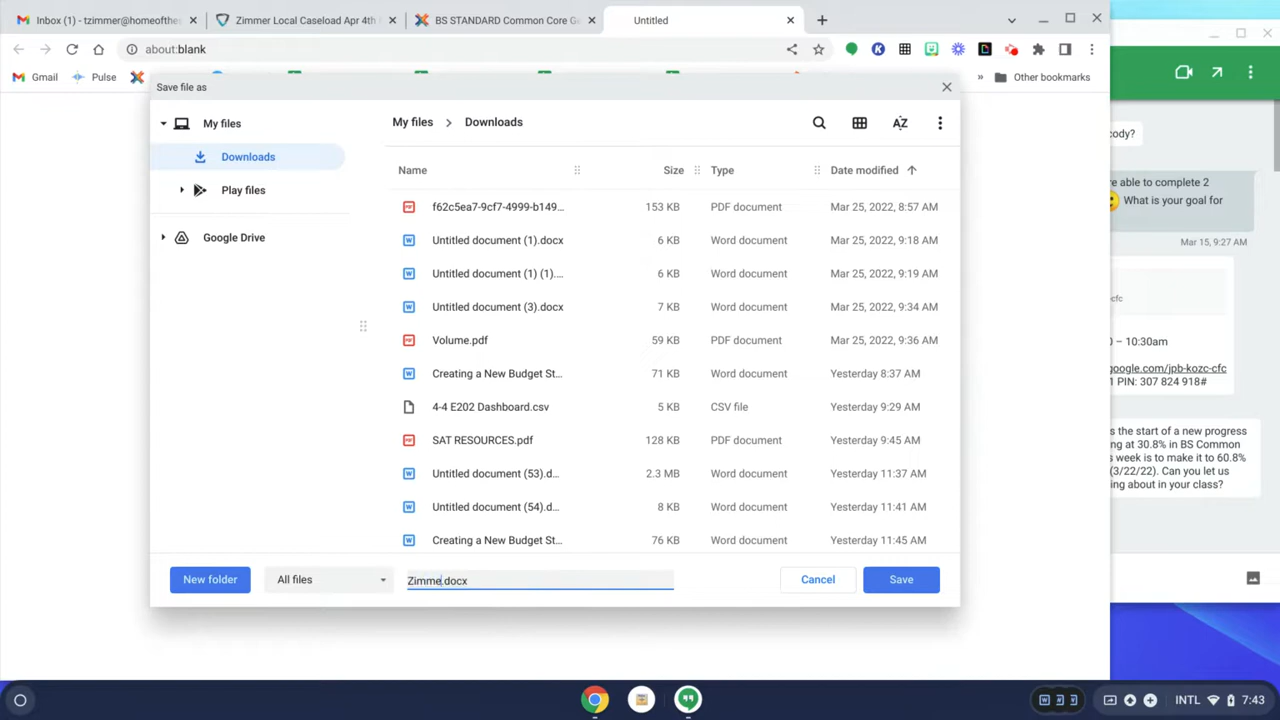 Inbox (1) - tzimmer@homeofthe
Zimmer Local Caseload Apr 4th
BS STANDARD Common Core Ge
Untitled
about:blank
Gmail
Pulse
Other bookmarks
Save file as
My files
Downloads
Play files
Google Drive
My files
Downloads
Name
Size
Type
Date modified
f62c5ea7-9cf7-4999-b149... 153 KB PDF document Mar 25, 2022, 8:57 AM
Untitled document (1).docx 6 KB Word document Mar 25, 2022, 9:18 AM
Untitled document (1) (1).... 6 KB Word document Mar 25, 2022, 9:19 AM
Untitled document (3).docx 7 KB Word document Mar 25, 2022, 9:34 AM
Volume.pdf 59 KB PDF document Mar 25, 2022, 9:36 AM
Creating a New Budget St... 71 KB Word document Yesterday 8:37 AM
4-4 E202 Dashboard.csv 5 KB CSV file Yesterday 9:29 AM
SAT RESOURCES.pdf 128 KB PDF document Yesterday 9:45 AM
Untitled document (53).d... 2.3 MB Word document Yesterday 11:37 AM
Untitled document (54).d... 8 KB Word document Yesterday 11:41 AM
Creating a New Budget St... 76 KB Word document Yesterday 11:45 AM
New folder
All files
Zimme.docx
Cancel
Save
ody?
re able to complete 2
What is your goal for
Mar 15, 9:27 AM
cfc
0 – 10:30am
google.com/jpb-kozc-cfc
1 PIN: 307 824 918#
s the start of a new progress
ng at 30.8% in BS Common
s week is to make it to 60.8%
(3/22/22). Can you let us
ing about in your class?
INTL
7:43